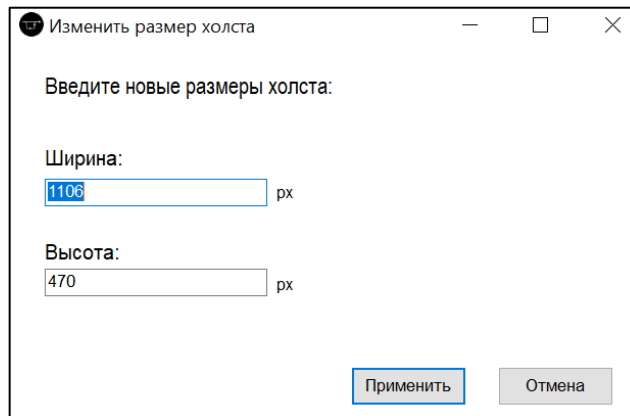 Изменить размер холста
Введите новые размеры холста:
Ширина:
1106 px
Высота:
470 px
Применить Отмена